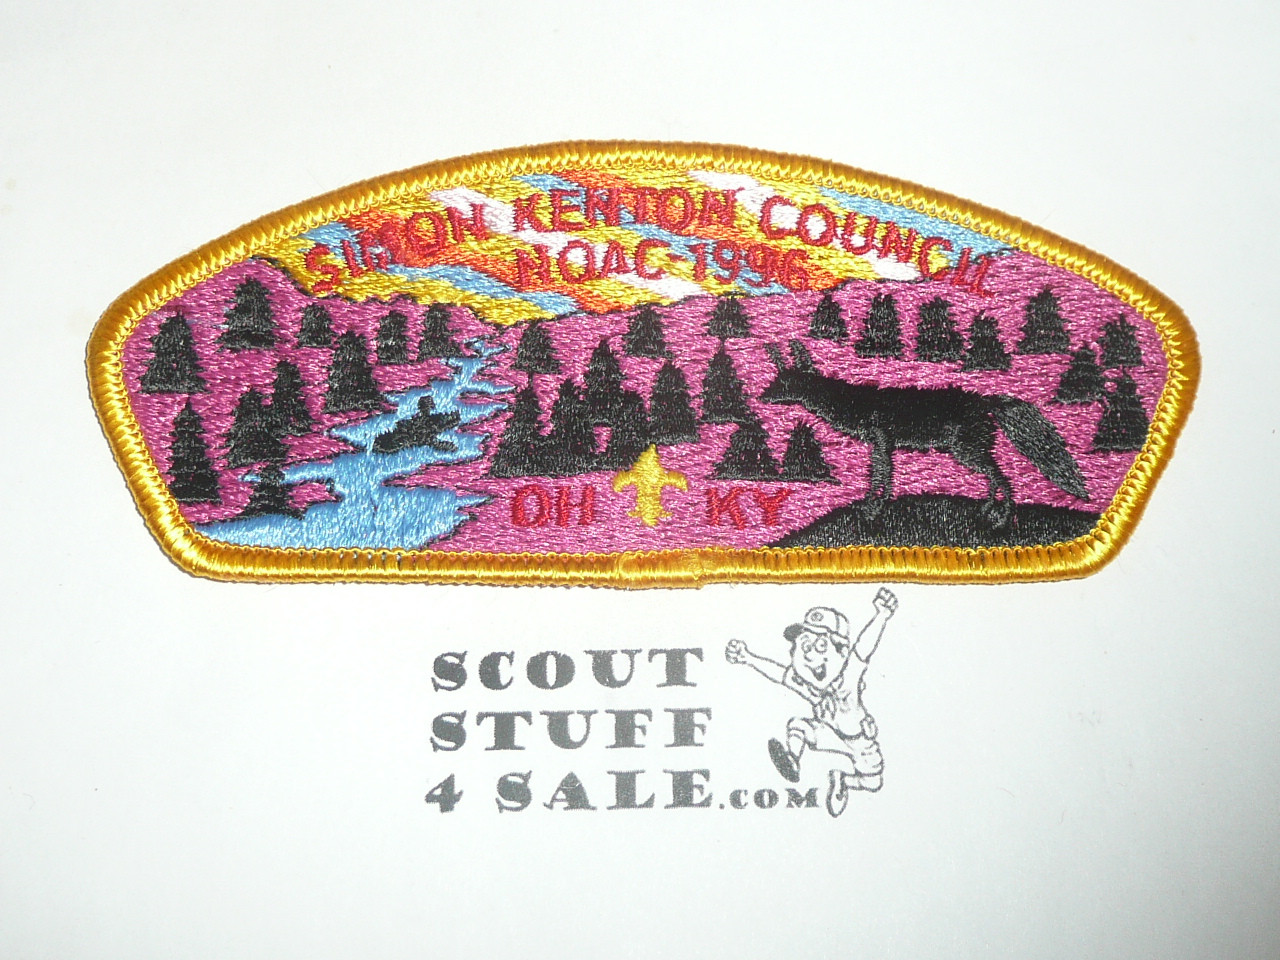 SIMON KENTON COUNCIL
NOAC-1996
OH KY
SCOUT
STUFF
4 SALE.COM